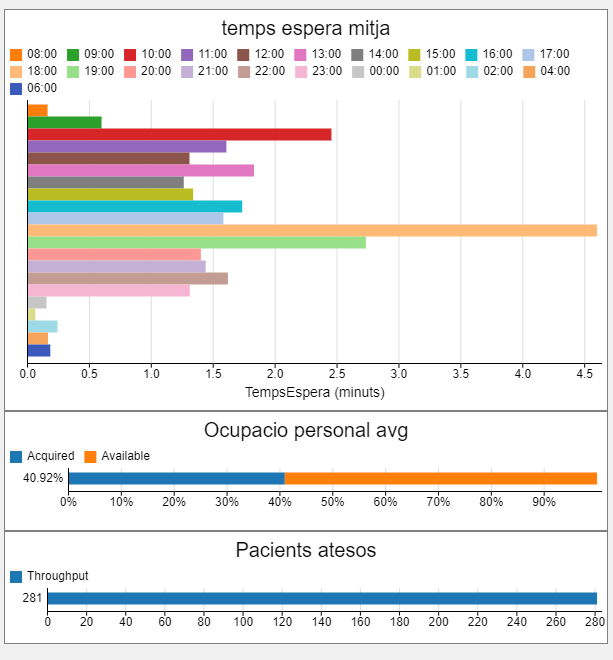 temps espera mitja
08:00 09:00 10:00 11:00 12:00 13:00 14:00 15:00 16:00 17:00
18:00 19:00 20:00 21:00 22:00 23:00 00:00 01:00 02:00 04:00
06:00
0.0 0.5 1.0 1.5 2.0 2.5 3.0 3.5 4.0 4.5
TempsEspera (minuts)
Ocupacio personal avg
Acquired Available
40.92%
0% 10% 20% 30% 40% 50% 60% 70% 80% 90%
Pacients atesos
Throughput
281
0 20 40 60 80 100 120 140 160 180 200 220 240 260 280